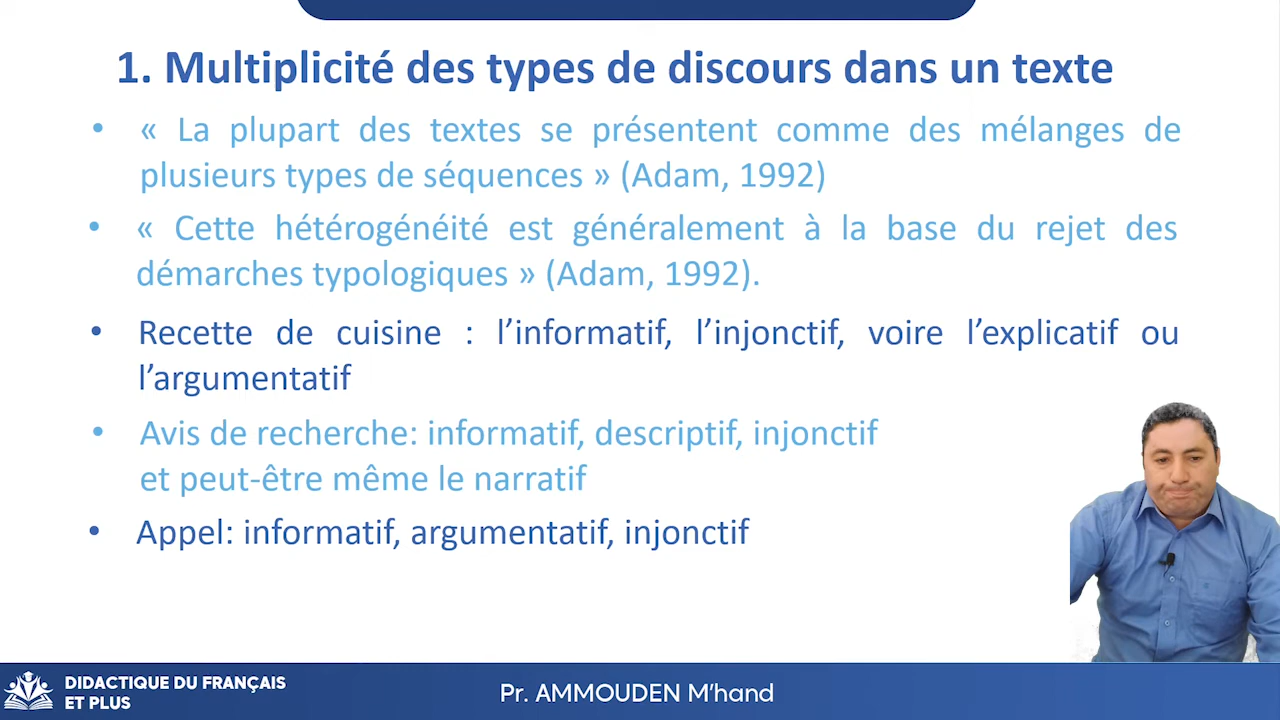 1. Multiplicité des types de discours dans un texte
• « La plupart des textes se présentent comme des mélanges de
plusieurs types de séquences » (Adam, 1992)
• « Cette hétérogénéité est généralement à la base du rejet des
démarches typologiques » (Adam, 1992).
• Recette de cuisine : l’informatif, l’injonctif, voire l’explicatif ou
l’argumentatif
• Avis de recherche: informatif, descriptif, injonctif
et peut-être même le narratif
• Appel: informatif, argumentatif, injonctif
DIDACTIQUE DU FRANÇAIS
ET PLUS
Pr. AMMOUDEN M’hand